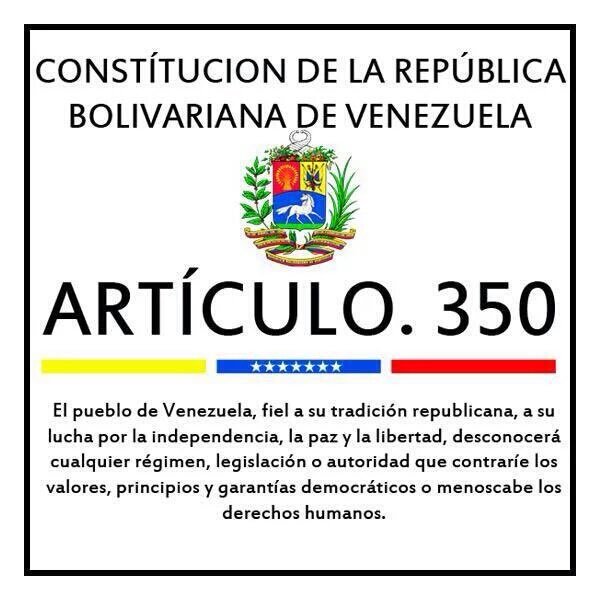 CONSTÍTUCION DE LA REPÚBLICA
BOLIVARIANA DE VENEZUELA
ARTÍCULO. 350
El pueblo de Venezuela, fiel a su tradición republicana, a su
lucha por la independencia, la paz y la libertad, desconocerá
cualquier régimen, legislación o autoridad que contraríe los
valores, principios y garantías democráticos o menoscabe los
derechos humanos.